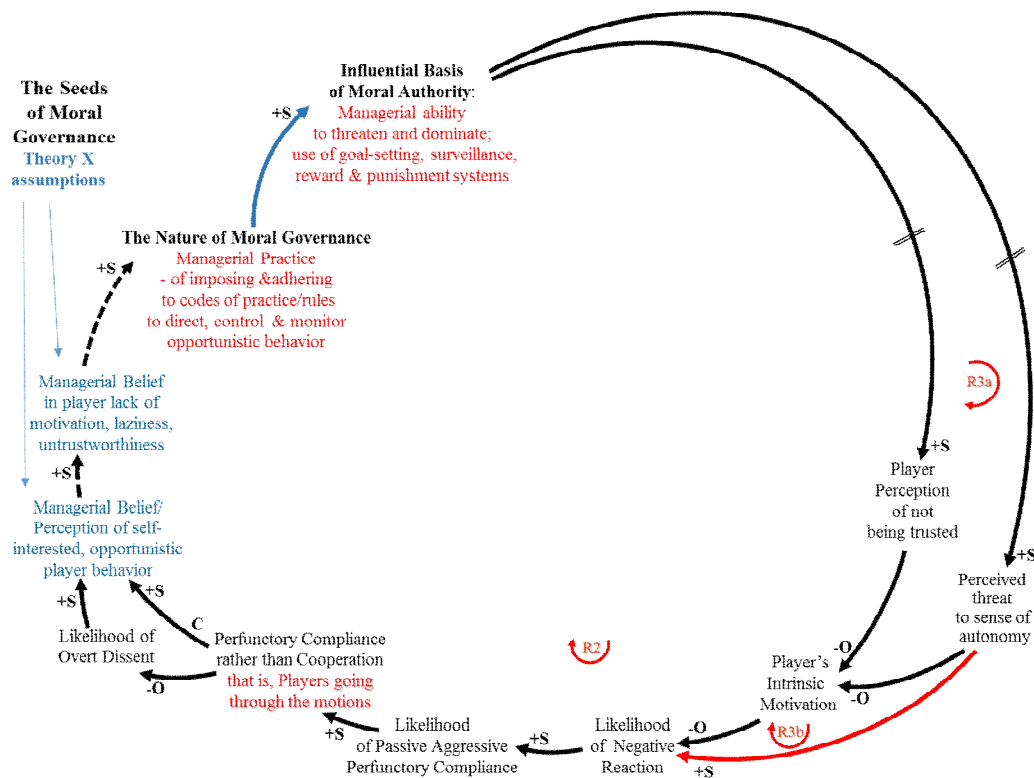 The Seeds
of Moral
Governance
Theory X
assumptions
Influential Basis
of Moral Authority:
Managerial ability
to threaten and dominate;
use of goal-setting, surveillance,
reward & punishment systems
+S
The Nature of Moral Governance
Managerial Practice
- of imposing &adhering
to codes of practice/rules
to direct, control & monitor
opportunistic behavior
+S
Managerial Belief
in player lack of
motivation, laziness,
untrustworthiness
+S
Managerial Belief/
Perception of self-
interested, opportunistic
player behavior
+S
+S
C
Likelihood of
Overt Dissent
-O
Perfunctory Compliance
rather than Cooperation
that is, Players going
through the motions
+S
Likelihood
of Passive Aggressive
Perfunctory Compliance
+S
Likelihood
of Negative
Reaction
-O
+S
R2
R3b
Player's
Intrinsic
Motivation
-O
-O
Player
Perception
of not
being trusted
+S
R3a
Perceived threat
to sense of
autonomy
+S